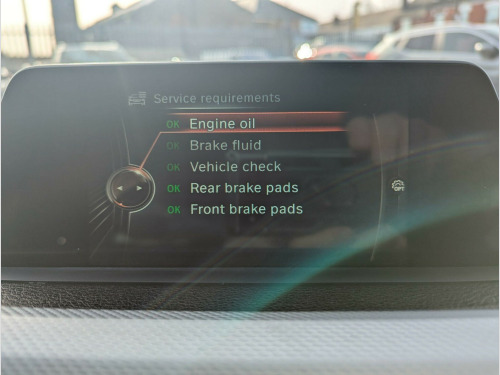 Service requirements
OK Engine oil
OK Brake fluid
OK Vehicle check
OK Rear brake pads
OK Front brake pads
OPT